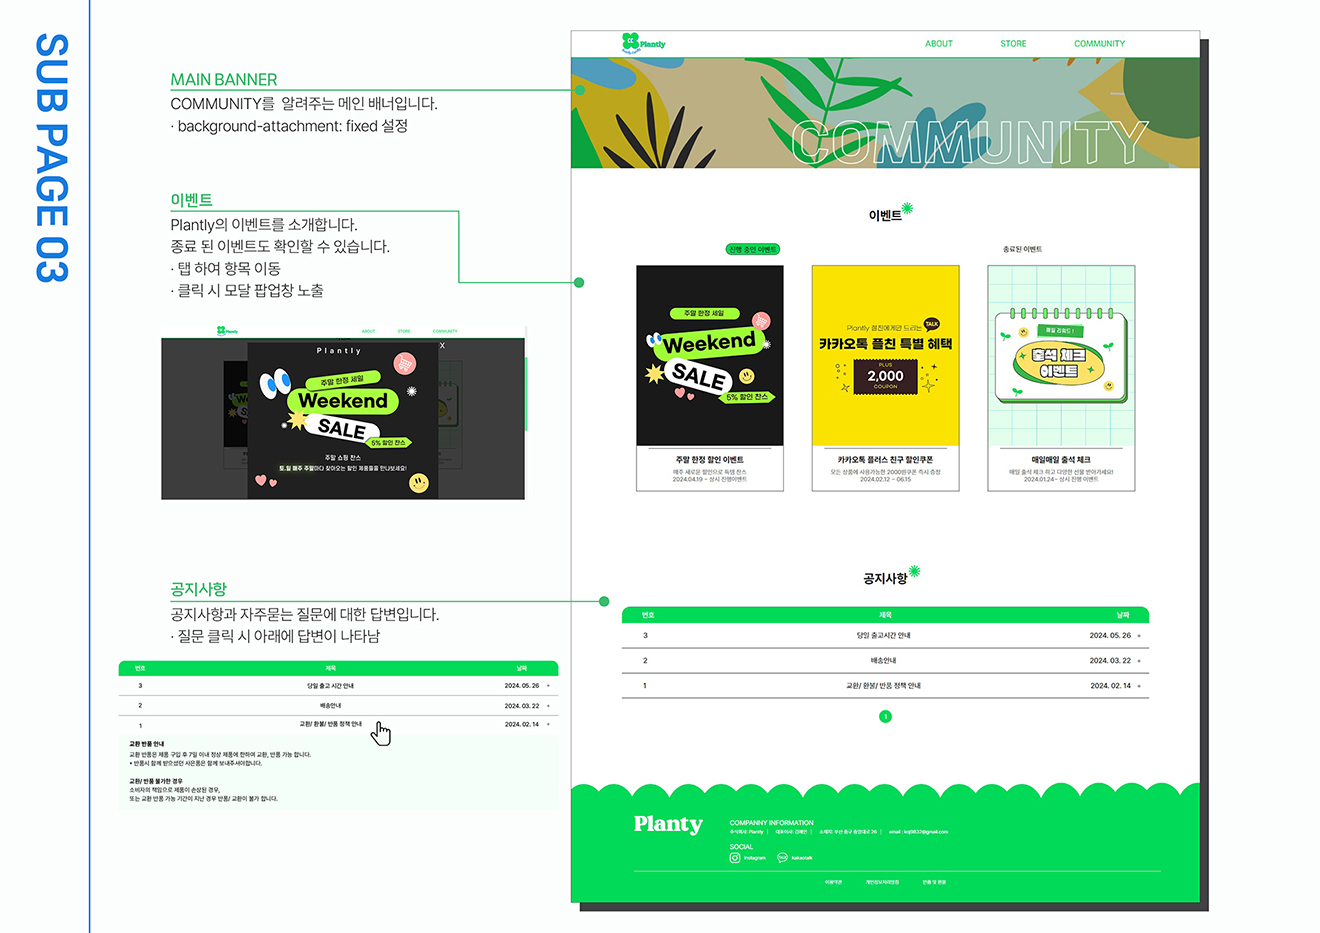 SUB PAGE 03
MAIN BANNER
COMMUNITY를 알려주는 메인 배너입니다.
· background-attachment: fixed 설정
이벤트
Plantly의 이벤트를 소개합니다.
종료 된 이벤트도 확인할 수 있습니다.
· 탭 하여 항목 이동
· 클릭 시 모달 팝업창 노출
Plantly
ABOUT STORE COMMUNITY
Plantly X
주말 한정 세일
Weekend
SALE
5% 할인 찬스
주말 쇼핑 찬스
토,일 매주 주말마다 찾아오는 할인 제품들을 만나보세요!
공지사항
공지사항과 자주묻는 질문에 대한 답변입니다.
· 질문 클릭 시 아래에 답변이 나타남
번호 제목 날짜
3 당일 출고 시간 안내 2024. 05. 26 +
2 배송안내 2024. 03. 22 +
1 교환/ 환불/ 반품 정책 안내 2024. 02. 14 +
교환 반품 안내
교환 반품은 제품 구입 후 7일 이내 정상 제품에 한하여 교환, 반품 가능 합니다.
• 반품시 함께 받으셨던 사은품은 함께 보내주셔야합니다.
교환/ 반품 불가한 경우
소비자의 책임으로 제품이 손상된 경우,
또는 교환 반품 가능 기간이 지난 경우 반품/ 교환이 불가 합니다.
Plantly
ABOUT STORE COMMUNITY
COMMUNITY
이벤트
진행 중인 이벤트 종료된 이벤트
주말 한정 세일
Weekend
SALE
5% 할인 찬스
주말 한정 할인 이벤트
매주 새로운 할인으로 득템 찬스
2024.04.19 ~ 상시 진행이벤트
Plantly 절친에게만 드리는 TALK
카카오톡 플친 특별 혜택
PLUS
2,000
COUPON
카카오톡 플러스 친구 할인쿠폰
모든 상품에 사용가능한 2000원쿠폰 즉시 증정
2024.02.12 ~ 06.15
매일 리워드 !
출석 체크
이벤트
매일매일 출석 체크
매일 출석 체크 하고 다양한 선물 받아가세요!
2024.01.24~ 상시 진행 이벤트
공지사항
번호 제목 날짜
3 당일 출고시간 안내 2024. 05. 26 +
2 배송안내 2024. 03. 22 +
1 교환/ 환불/ 반품 정책 안내 2024. 02. 14 +
1
Planty
COMPANNY INFORMATION
주식회사: Planty |
SOCIAL
Instagram kakaotalk
이용약관 개인정보처리방침 반품 및 환불